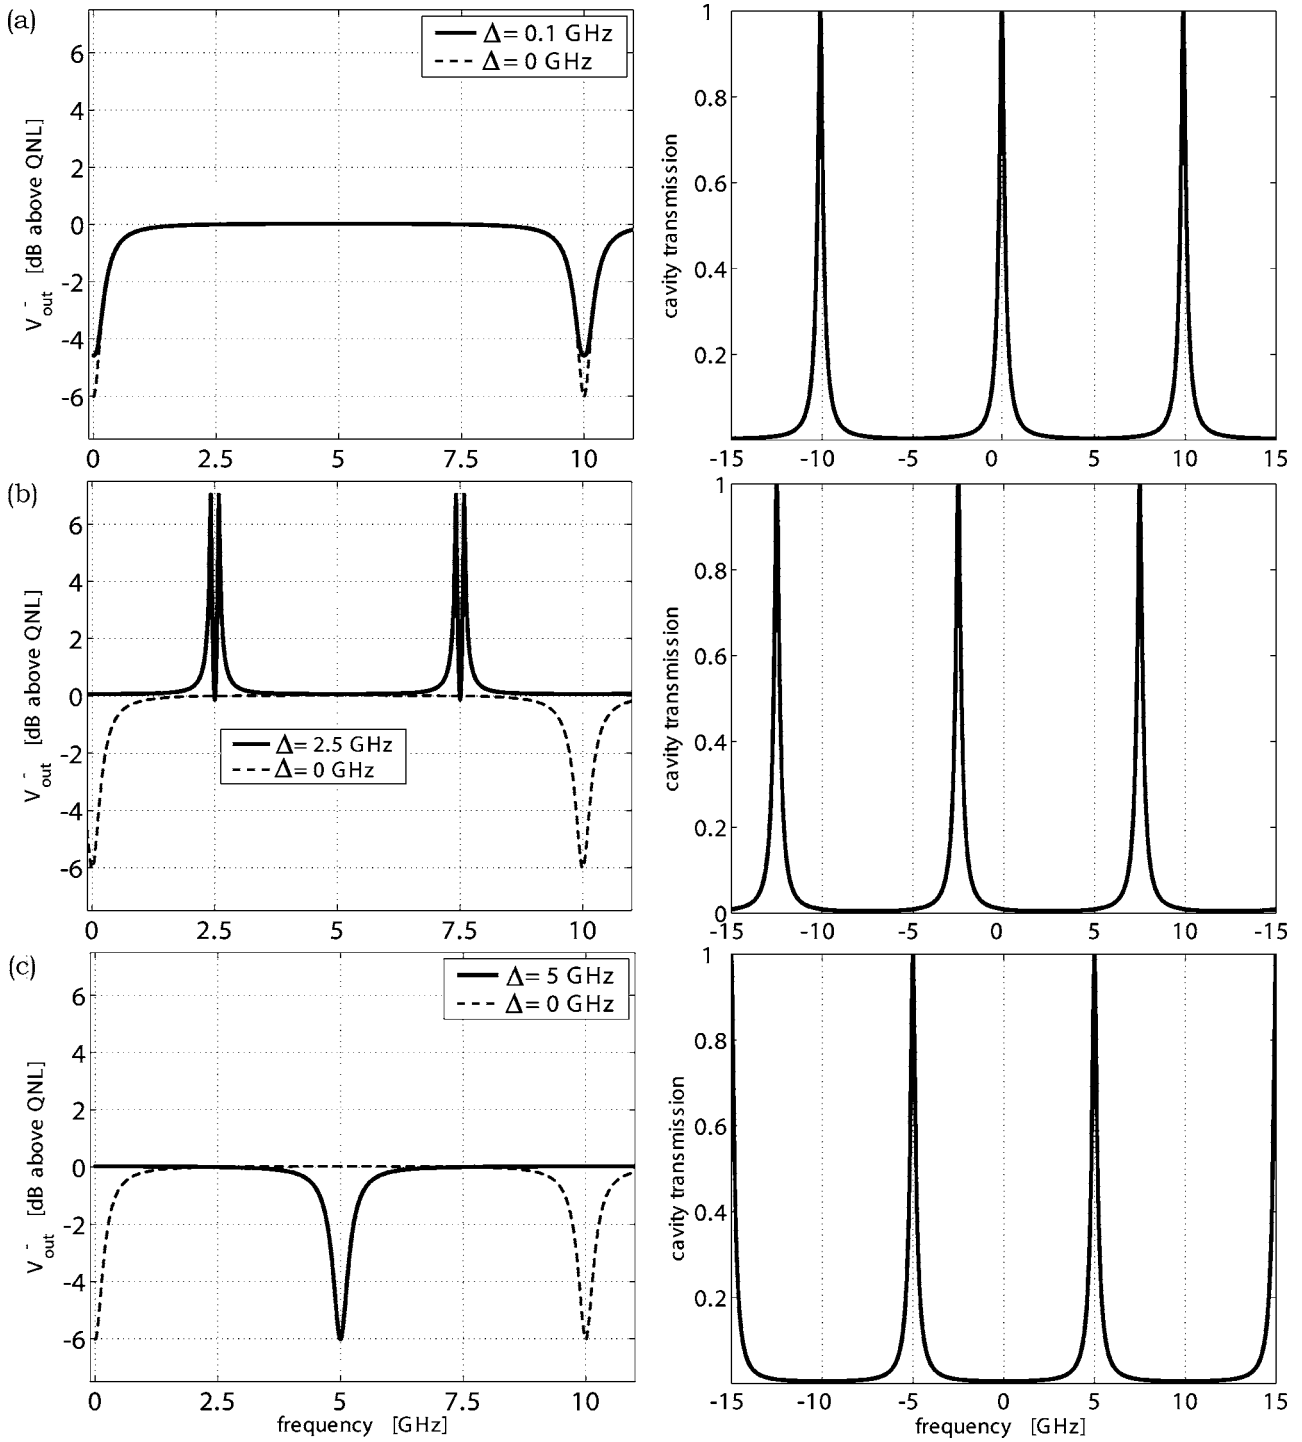 (a)
Δ= 0.1 GHz
Δ= 0 GHz
V⁻out [dB above QNL]
6
4
2
0
-2
-4
-6
0 2.5 5 7.5 10
cavity transmission
1
0.8
0.6
0.4
0.2
-15 -10 -5 0 5 10 15
(b)
Δ= 2.5 GHz
Δ= 0 GHz
V⁻out [dB above QNL]
6
4
2
0
-2
-4
-6
0 2.5 5 7.5 10
cavity transmission
1
0.8
0.6
0.4
0.2
0
-15 -10 -5 0 5 10 -15
(c)
Δ= 5 GHz
Δ= 0 GHz
V⁻out [dB above QNL]
6
4
2
0
-2
-4
-6
0 2.5 5 7.5 10
frequency [GHz]
cavity transmission
1
0.8
0.6
0.4
0.2
-15 -10 -5 0 5 10 15
frequency [GHz]